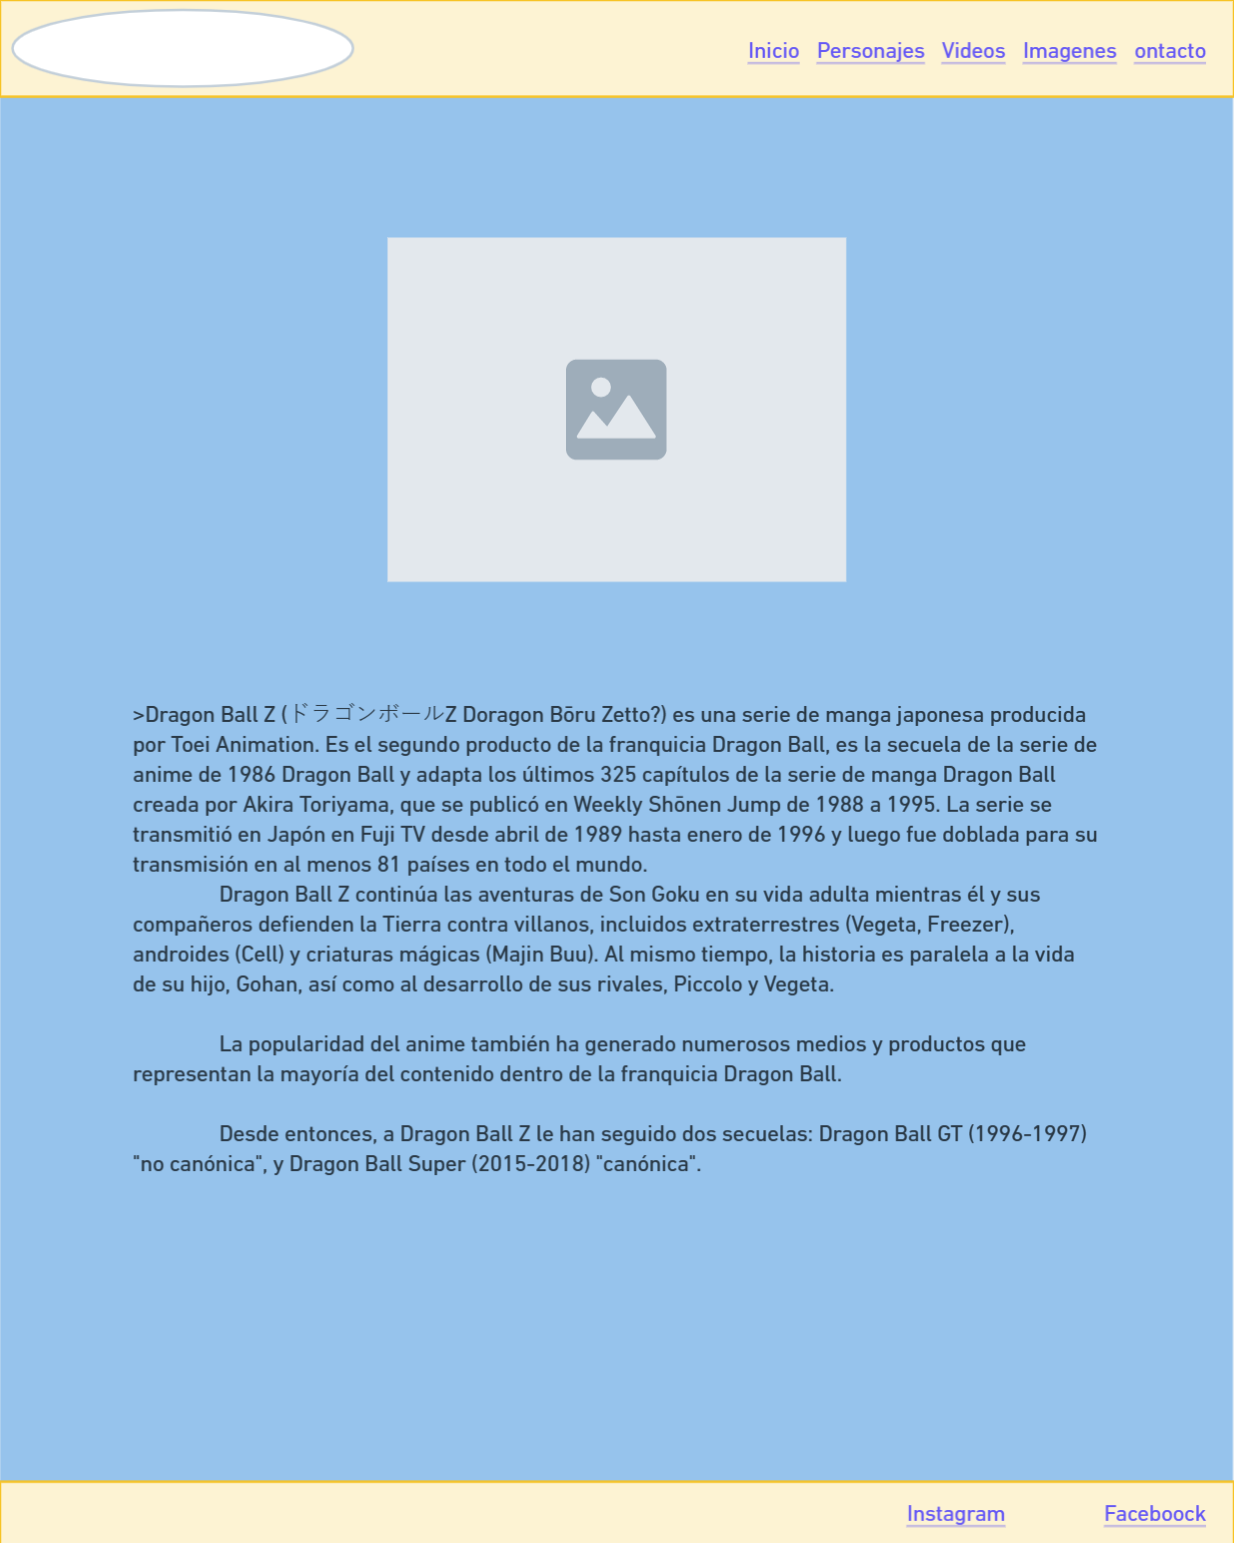 Inicio Personajes Videos Imagenes ontacto
>Dragon Ball Z (ドラゴンボールZ Doragon Bōru Zetto?) es una serie de manga japonesa producida
por Toei Animation. Es el segundo producto de la franquicia Dragon Ball, es la secuela de la serie de
anime de 1986 Dragon Ball y adapta los últimos 325 capítulos de la serie de manga Dragon Ball
creada por Akira Toriyama, que se publicó en Weekly Shōnen Jump de 1988 a 1995. La serie se
transmitió en Japón en Fuji TV desde abril de 1989 hasta enero de 1996 y luego fue doblada para su
transmisión en al menos 81 países en todo el mundo.
Dragon Ball Z continúa las aventuras de Son Goku en su vida adulta mientras él y sus
compañeros defienden la Tierra contra villanos, incluidos extraterrestres (Vegeta, Freezer),
androides (Cell) y criaturas mágicas (Majin Buu). Al mismo tiempo, la historia es paralela a la vida
de su hijo, Gohan, así como al desarrollo de sus rivales, Piccolo y Vegeta.
La popularidad del anime también ha generado numerosos medios y productos que
representan la mayoría del contenido dentro de la franquicia Dragon Ball.
Desde entonces, a Dragon Ball Z le han seguido dos secuelas: Dragon Ball GT (1996-1997)
"no canónica", y Dragon Ball Super (2015-2018) "canónica".
Instagram Faceboock